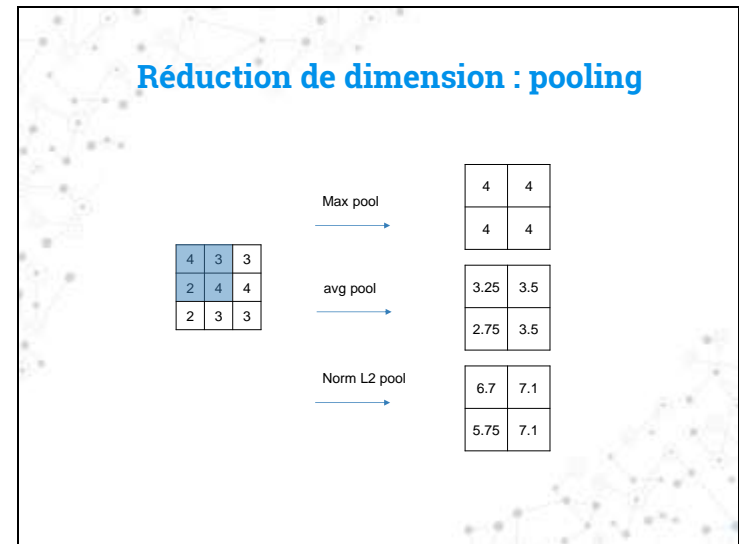 Réduction de dimension : pooling
Max pool
4 4
4 4
4 3 3
2 4 4
2 3 3
avg pool
3.25 3.5
2.75 3.5
Norm L2 pool
6.7 7.1
5.75 7.1